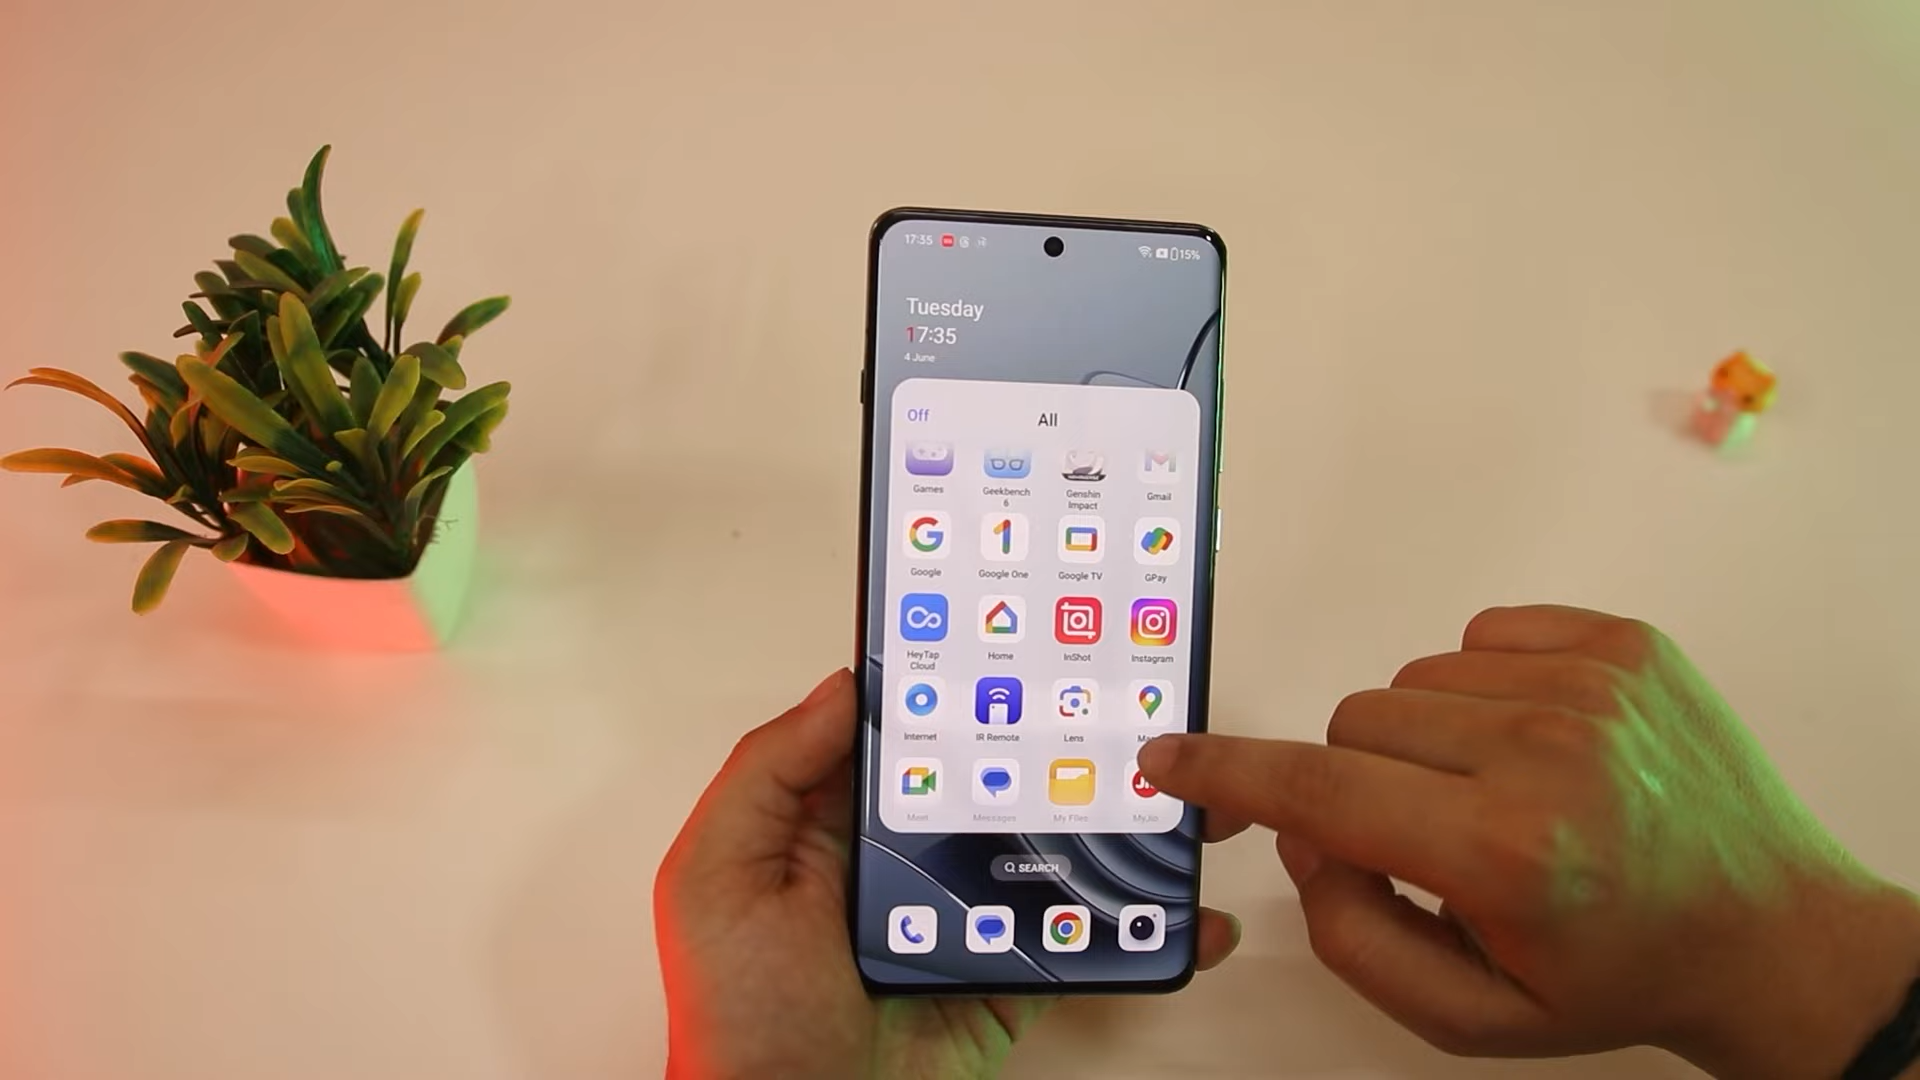 17:35
15%
Tuesday
17:35
4 June
Off
All
Games
Geekbench
6
Genshin
Impact
Gmail
Google
Google One
Google TV
GPay
HeyTap
Cloud
Home
InShot
Instagram
Internet
IR Remote
Lens
Meet
Messages
My Files
MyJio
SEARCH